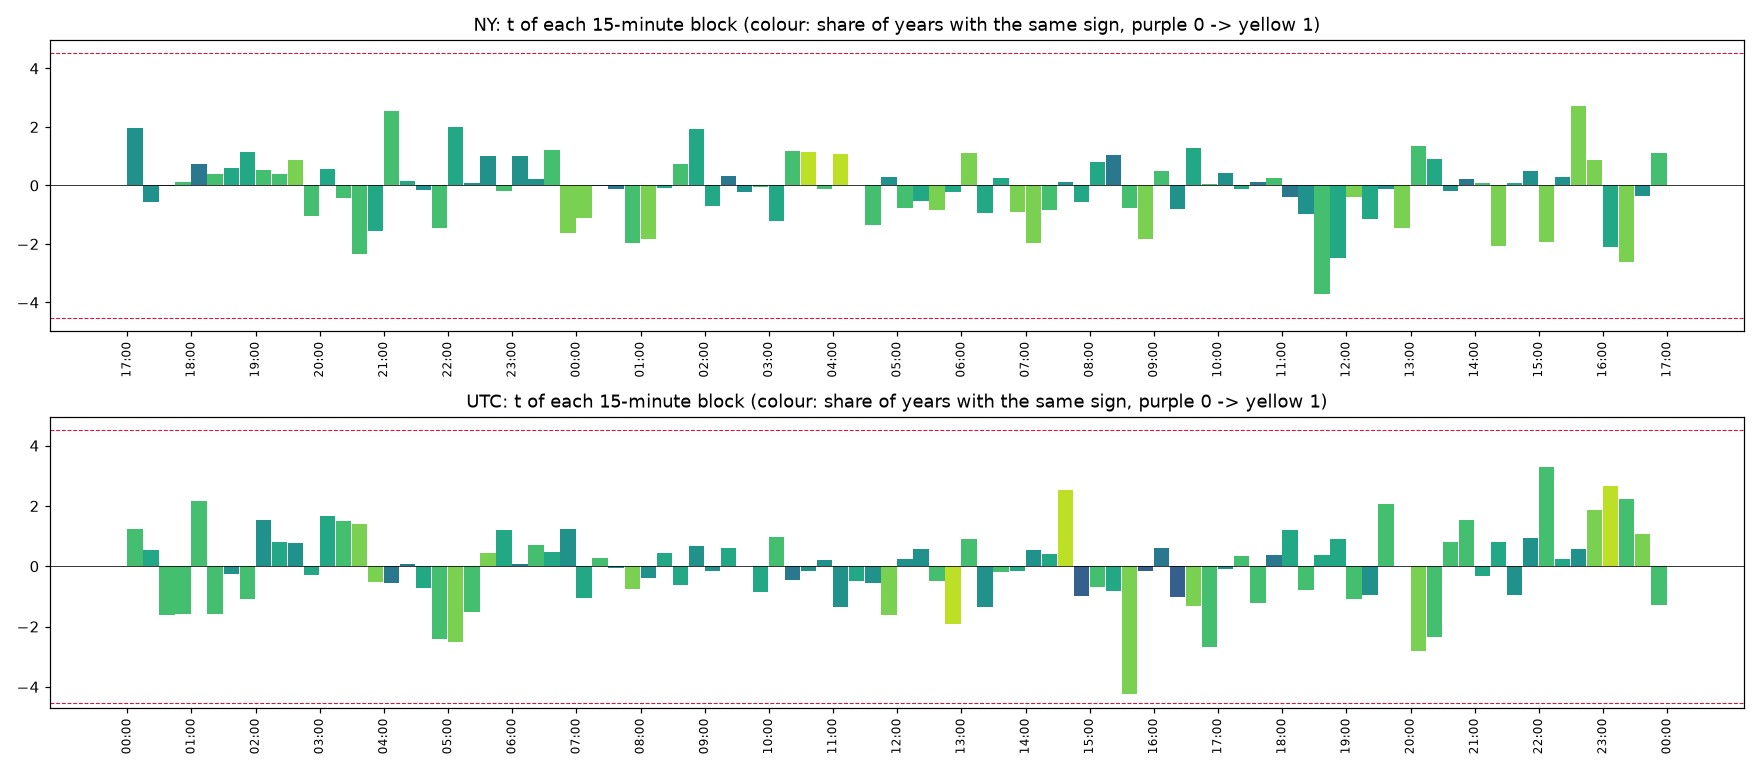 NY: t of each 15-minute block (colour: share of years with the same sign, purple 0 -> yellow 1)
4
2
0
−2
−4
17:00 18:00 19:00 20:00 21:00 22:00 23:00 00:00 01:00 02:00 03:00 04:00 05:00 06:00 07:00 08:00 09:00 10:00 11:00 12:00 13:00 14:00 15:00 16:00 17:00
UTC: t of each 15-minute block (colour: share of years with the same sign, purple 0 -> yellow 1)
4
2
0
−2
−4
00:00 01:00 02:00 03:00 04:00 05:00 06:00 07:00 08:00 09:00 10:00 11:00 12:00 13:00 14:00 15:00 16:00 17:00 18:00 19:00 20:00 21:00 22:00 23:00 00:00